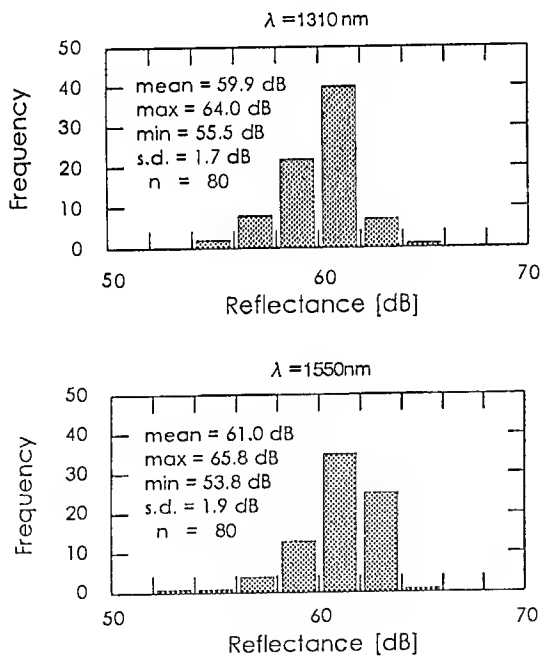 λ =1310 nm
50
40
30
20
10
0
Frequency
mean = 59.9 dB
max = 64.0 dB
min = 55.5 dB
s.d. = 1.7 dB
n = 80
50
60
70
Reflectance [dB]
λ =1550nm
50
40
30
20
10
0
Frequency
mean = 61.0 dB
max = 65.8 dB
min = 53.8 dB
s.d. = 1.9 dB
n = 80
50
60
70
Reflectance [dB]